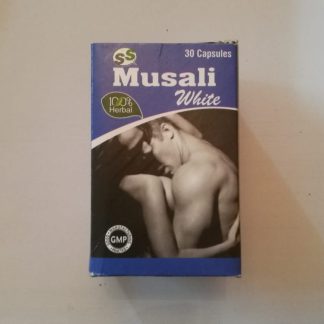 SS
30 Capsules
Musali
White
100%
Herbal
GMP